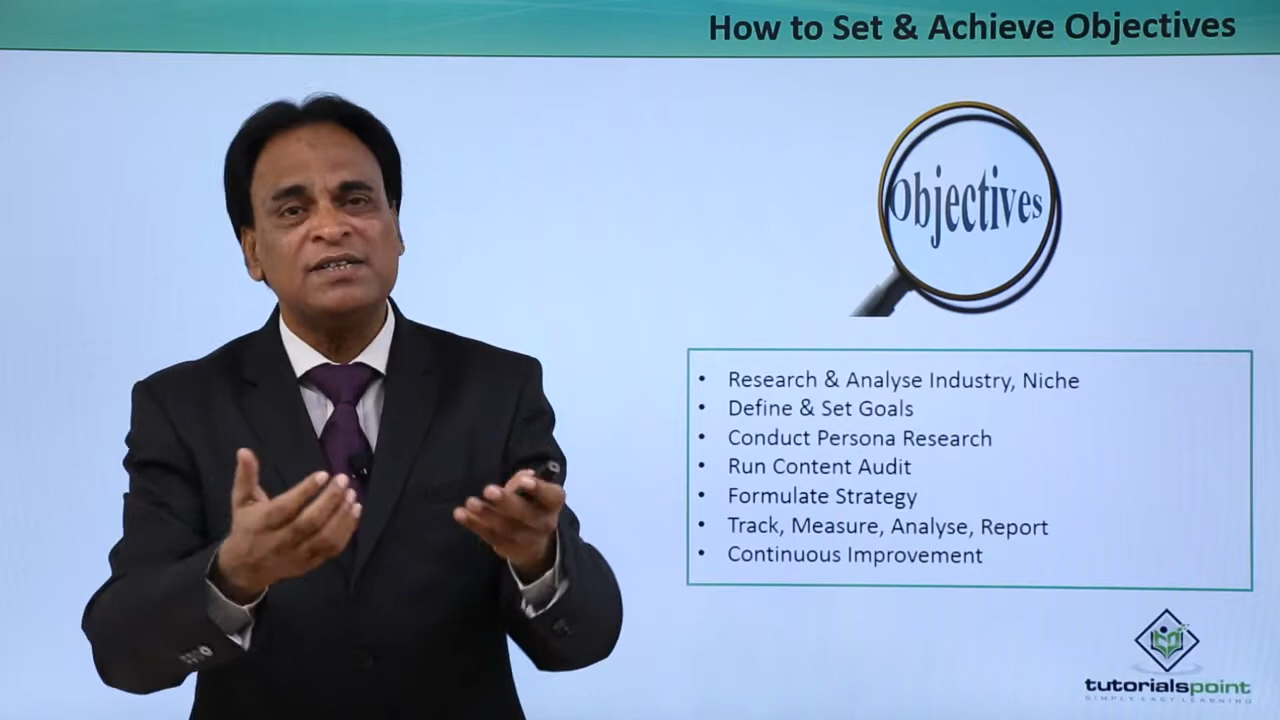 How to Set & Achieve Objectives
Objectives
• Research & Analyse Industry, Niche
• Define & Set Goals
• Conduct Persona Research
• Run Content Audit
• Formulate Strategy
• Track, Measure, Analyse, Report
• Continuous Improvement
tutorialspoint
SIMPLY EASY LEARNING